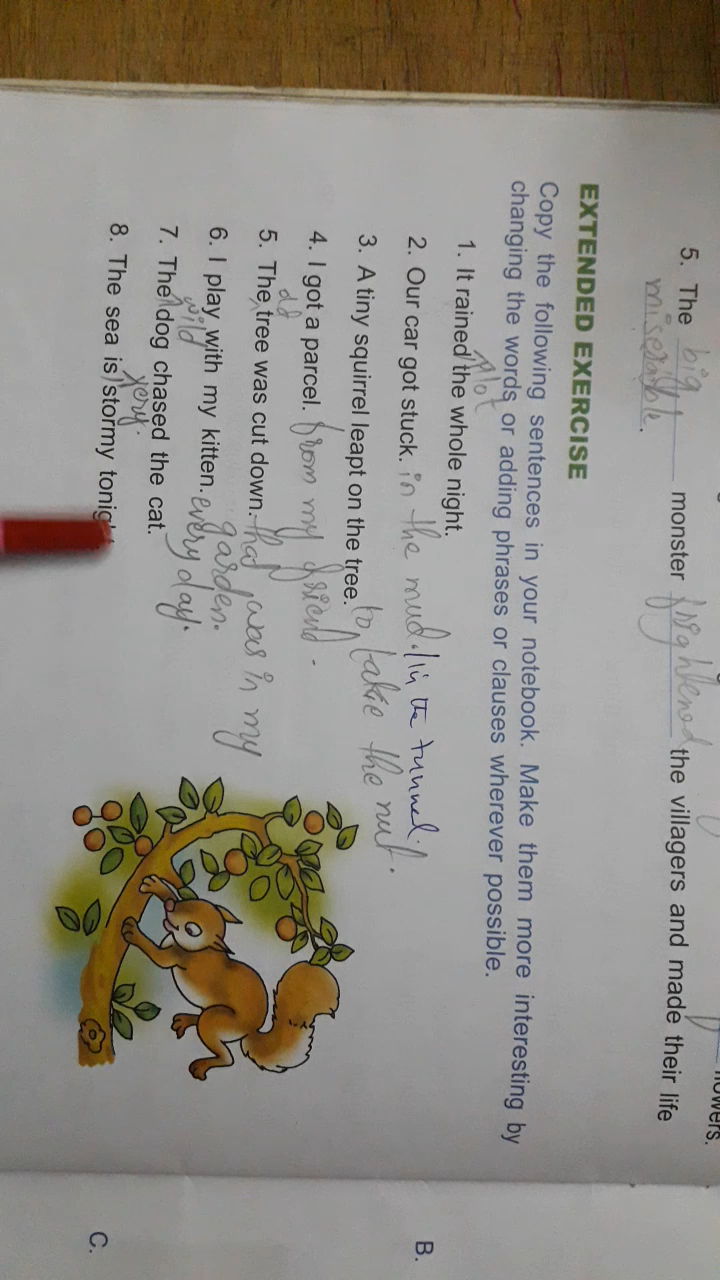 flowers.
5. The big monster frightened the villagers and made their life
miserable.
EXTENDED EXERCISE
Copy the following sentences in your notebook. Make them more interesting by
changing the words or adding phrases or clauses wherever possible.
1. It rained alot the whole night.
2. Our car got stuck. in the mud./in the tunnel.
3. A tiny squirrel leapt on the tree. to take the nut.
4. I got a parcel. from my friend.
5. The tree was cut down. that was in my
garden.
6. I play with my kitten. every day.
7. The wild dog chased the cat.
8. The sea is very stormy tonight
B.
C.